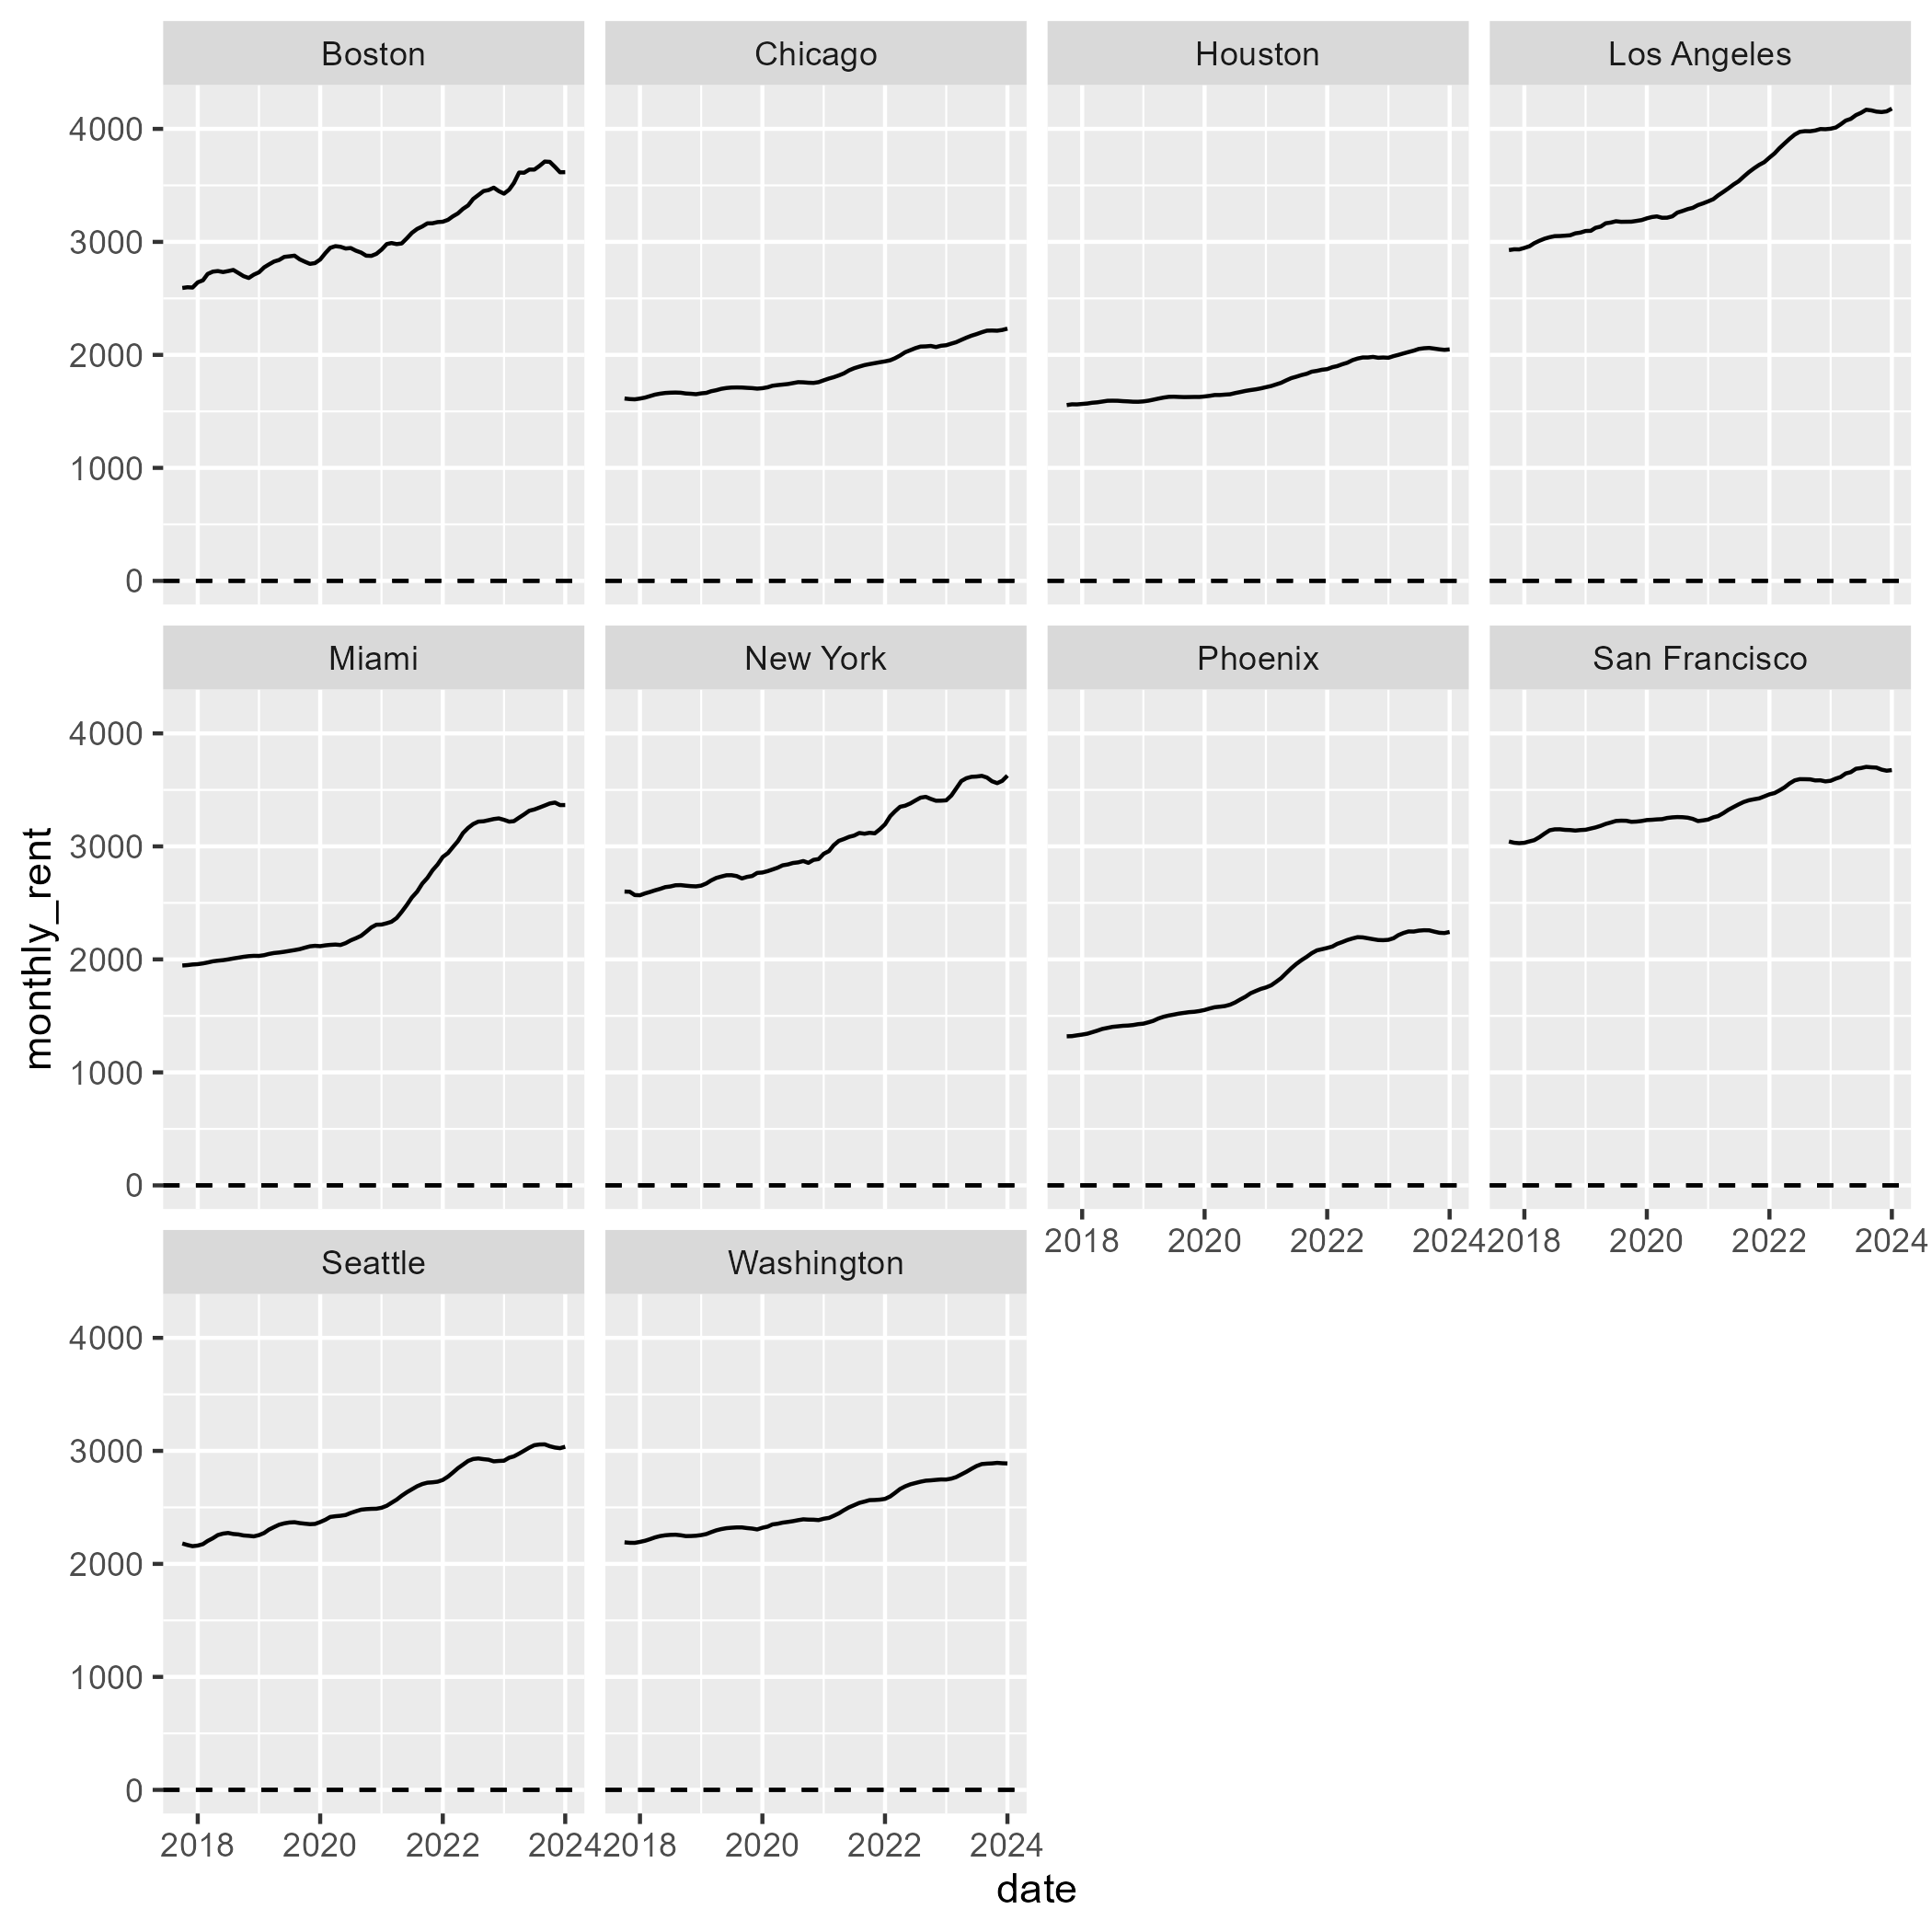 Boston Chicago Houston Los Angeles
4000
3000
2000
1000
0
Miami New York Phoenix San Francisco
4000
3000
2000
1000
0
2018 2020 2022 2024 2018 2020 2022 2024
Seattle Washington
4000
3000
2000
1000
0
2018 2020 2022 2024 2018 2020 2022 2024
date
monthly_rent